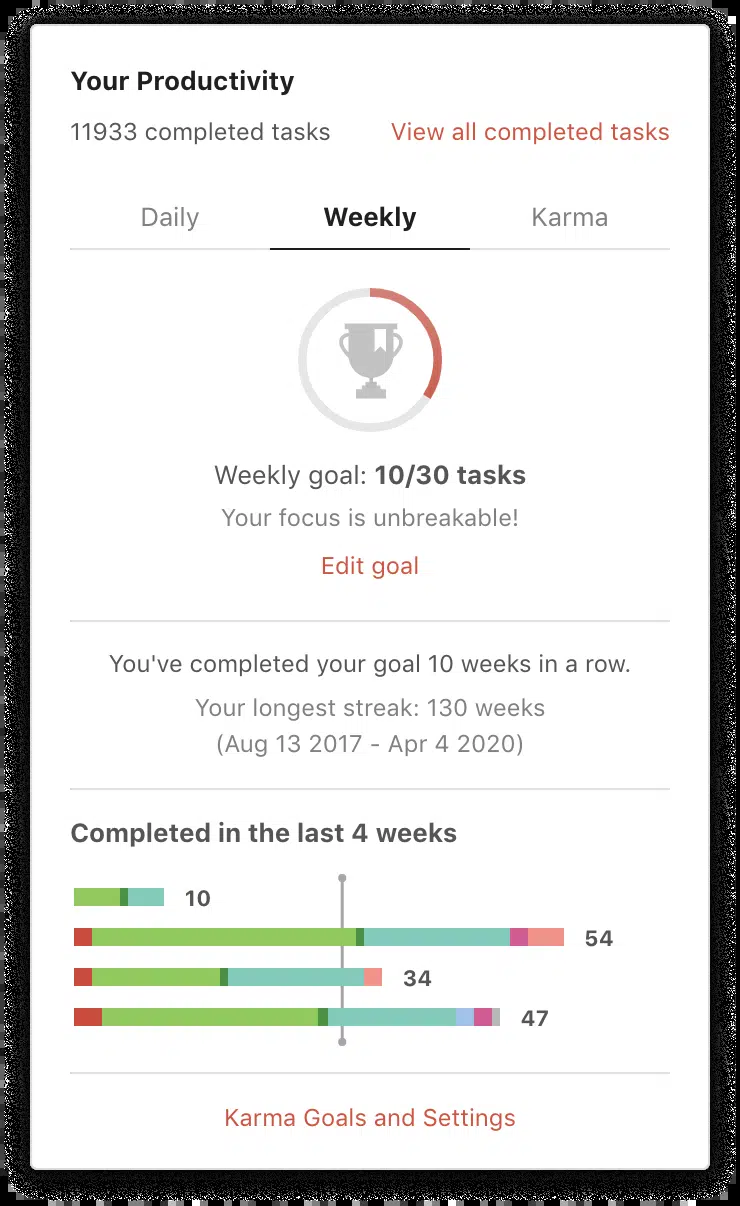 Your Productivity
11933 completed tasks View all completed tasks
Daily Weekly Karma
Weekly goal: 10/30 tasks
Your focus is unbreakable!
Edit goal
You've completed your goal 10 weeks in a row.
Your longest streak: 130 weeks
(Aug 13 2017 - Apr 4 2020)
Completed in the last 4 weeks
10
54
34
47
Karma Goals and Settings